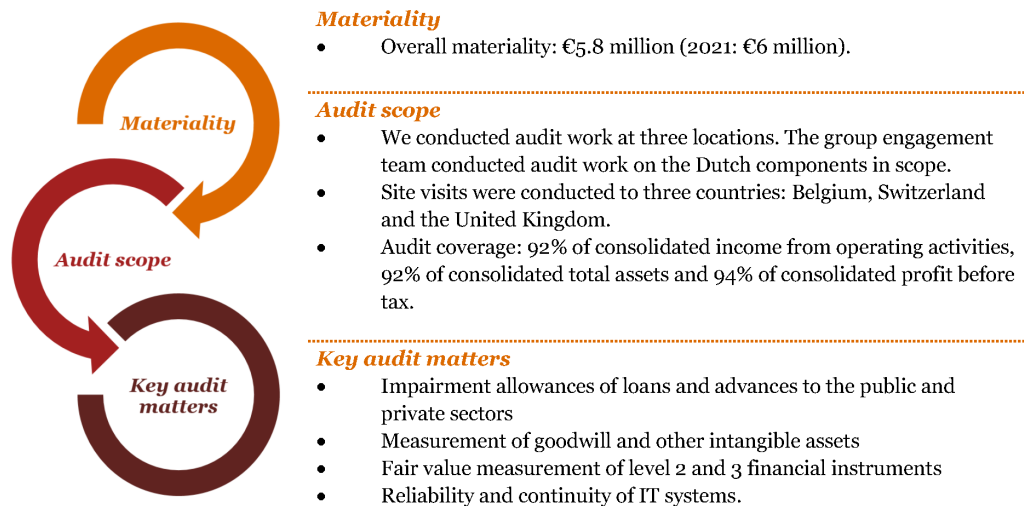 Materiality
Materiality
• Overall materiality: €5.8 million (2021: €6 million).
Audit scope
Audit scope
• We conducted audit work at three locations. The group engagement
team conducted audit work on the Dutch components in scope.
• Site visits were conducted to three countries: Belgium, Switzerland
and the United Kingdom.
• Audit coverage: 92% of consolidated income from operating activities,
92% of consolidated total assets and 94% of consolidated profit before
tax.
Key audit
matters
Key audit matters
• Impairment allowances of loans and advances to the public and
private sectors
• Measurement of goodwill and other intangible assets
• Fair value measurement of level 2 and 3 financial instruments
• Reliability and continuity of IT systems.